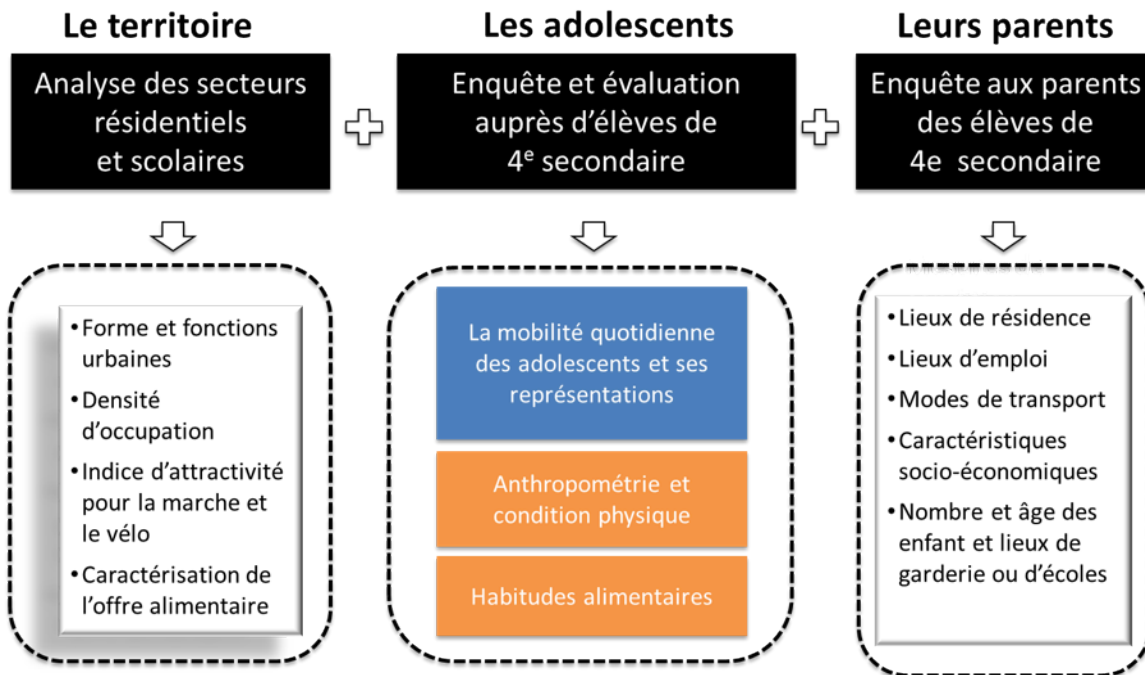 Le territoire
Analyse des secteurs
résidentiels
et scolaires
• Forme et fonctions
urbaines
• Densité
d'occupation
• Indice d'attractivité
pour la marche et
le vélo
• Caractérisation de
l'offre alimentaire
Les adolescents
Enquête et évaluation
auprès d'élèves de
4e secondaire
La mobilité quotidienne
des adolescents et ses
représentations
Anthropométrie et
condition physique
Habitudes alimentaires
Leurs parents
Enquête aux parents
des élèves de
4e secondaire
• Lieux de résidence
• Lieux d'emploi
• Modes de transport
• Caractéristiques
socio-économiques
• Nombre et âge des
enfant et lieux de
garderie ou d'écoles